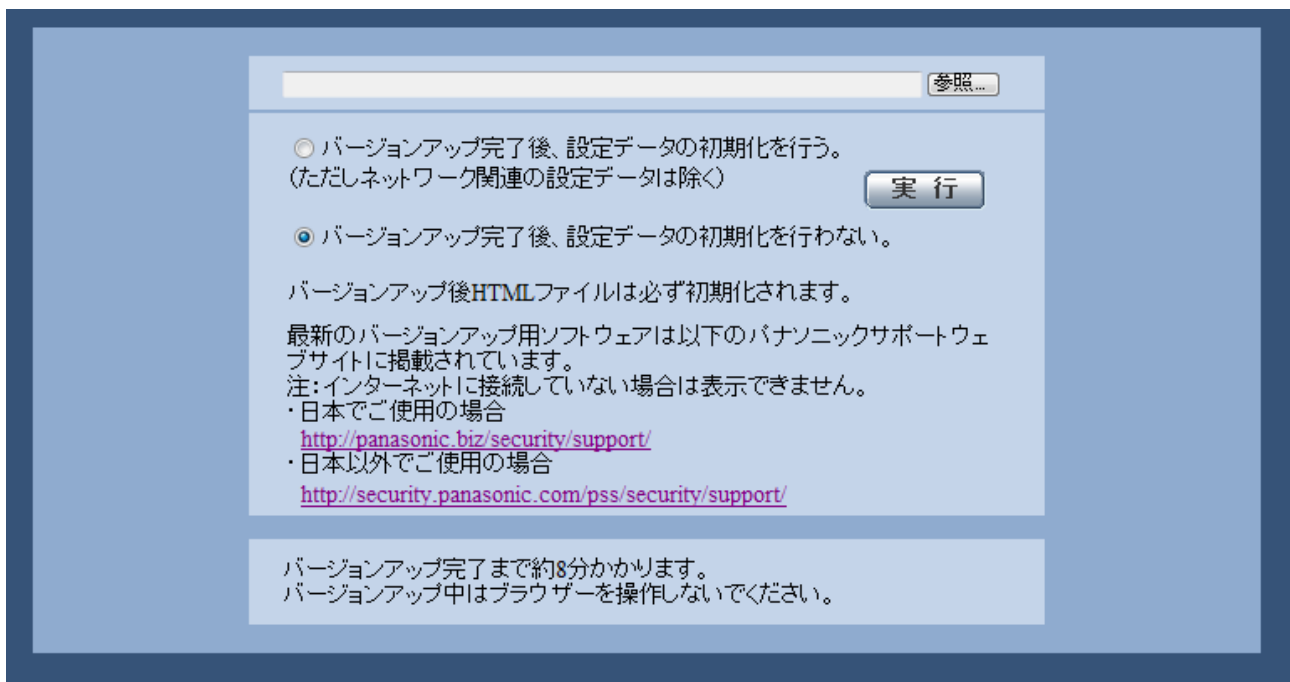 参照...
バージョンアップ完了後、設定データの初期化を行う。
(ただしネットワーク関連の設定データは除く)
実 行
バージョンアップ完了後、設定データの初期化を行わない。
バージョンアップ後HTMLファイルは必ず初期化されます。
最新のバージョンアップ用ソフトウェアは以下のパナソニックサポートウェ
ブサイトに掲載されています。
注:インターネットに接続していない場合は表示できません。
・日本でご使用の場合
http://panasonic.biz/security/support/
・日本以外でご使用の場合
http://security.panasonic.com/pss/security/support/
バージョンアップ完了まで約8分かかります。
バージョンアップ中はブラウザーを操作しないでください。